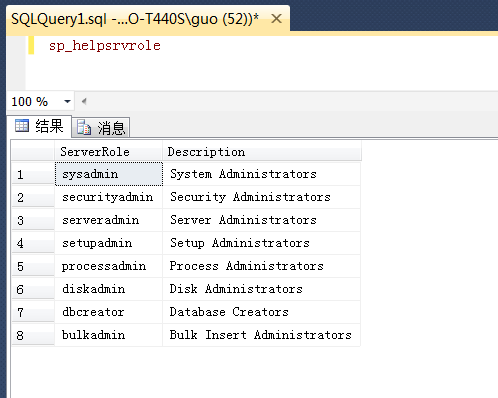 SQLQuery1.sql -...O-T440S\guo (52))* ×
sp_helpsrvrole
100 %
结果 消息
ServerRole Description
1 sysadmin System Administrators
2 securityadmin Security Administrators
3 serveradmin Server Administrators
4 setupadmin Setup Administrators
5 processadmin Process Administrators
6 diskadmin Disk Administrators
7 dbcreator Database Creators
8 bulkadmin Bulk Insert Administrators